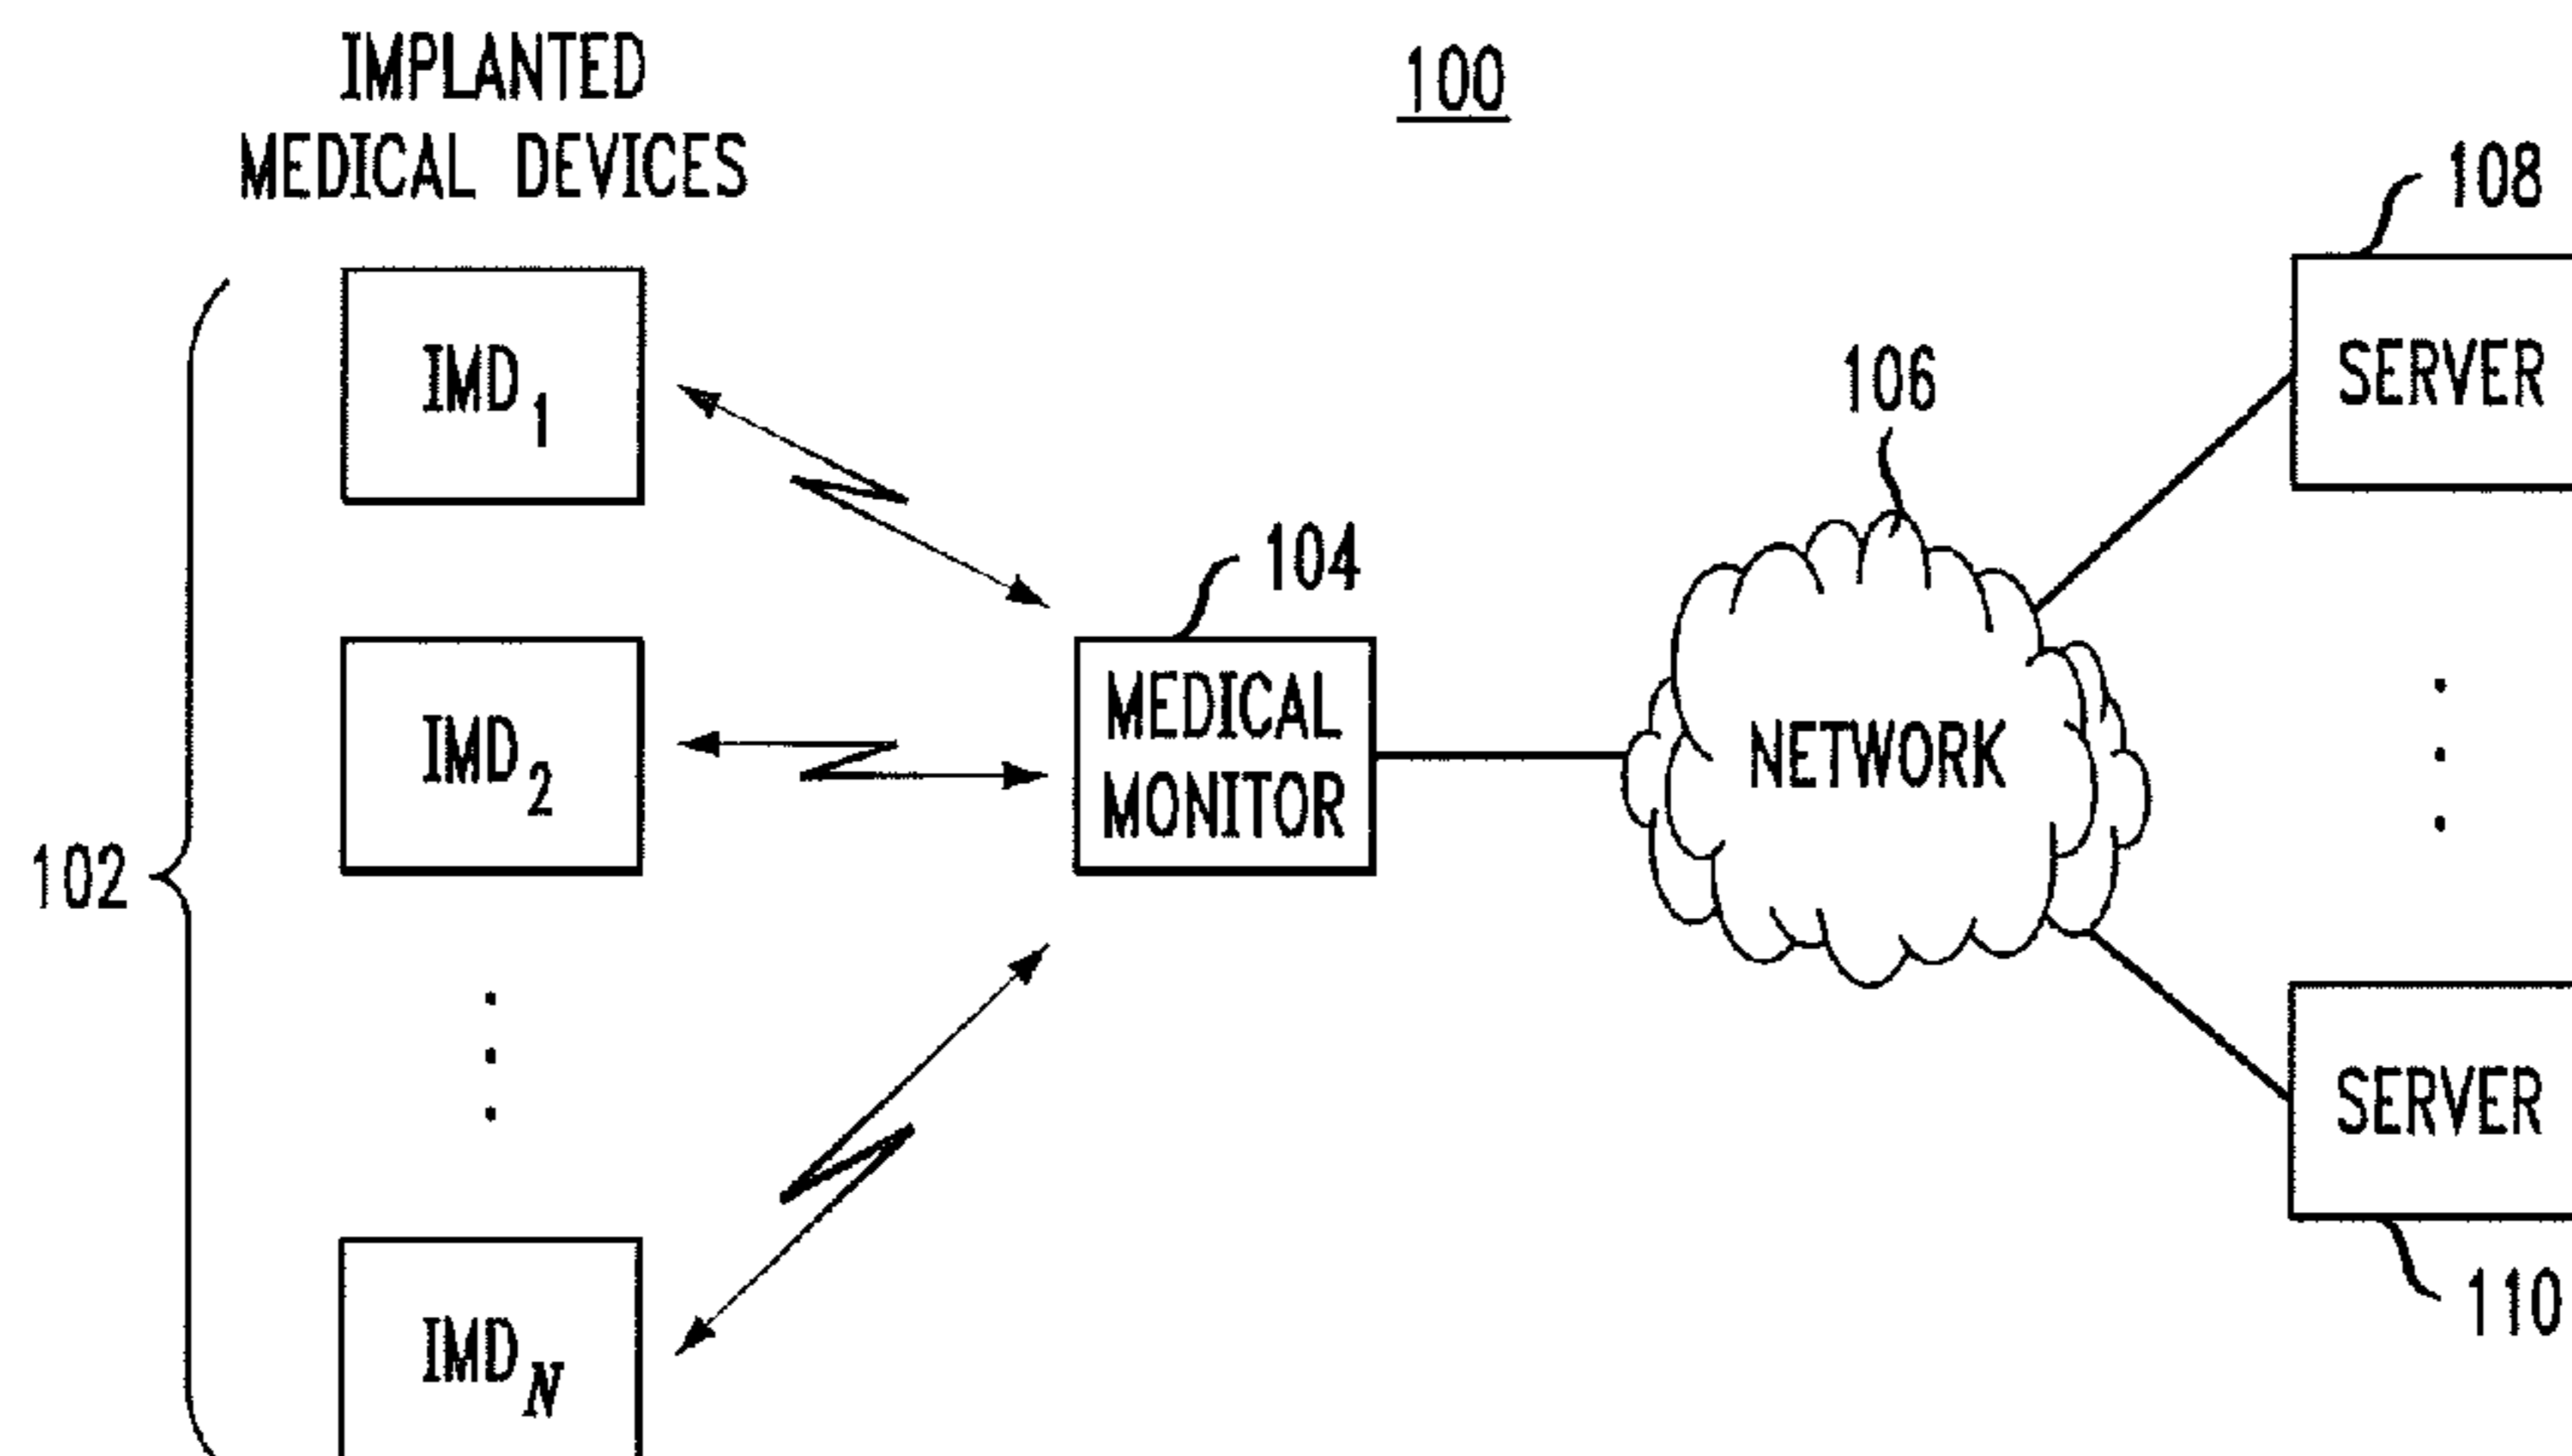 IMPLANTED
MEDICAL DEVICES
100
108
IMD1
SERVER
106
104
IMD2
MEDICAL
MONITOR
NETWORK
102
SERVER
110
IMDN